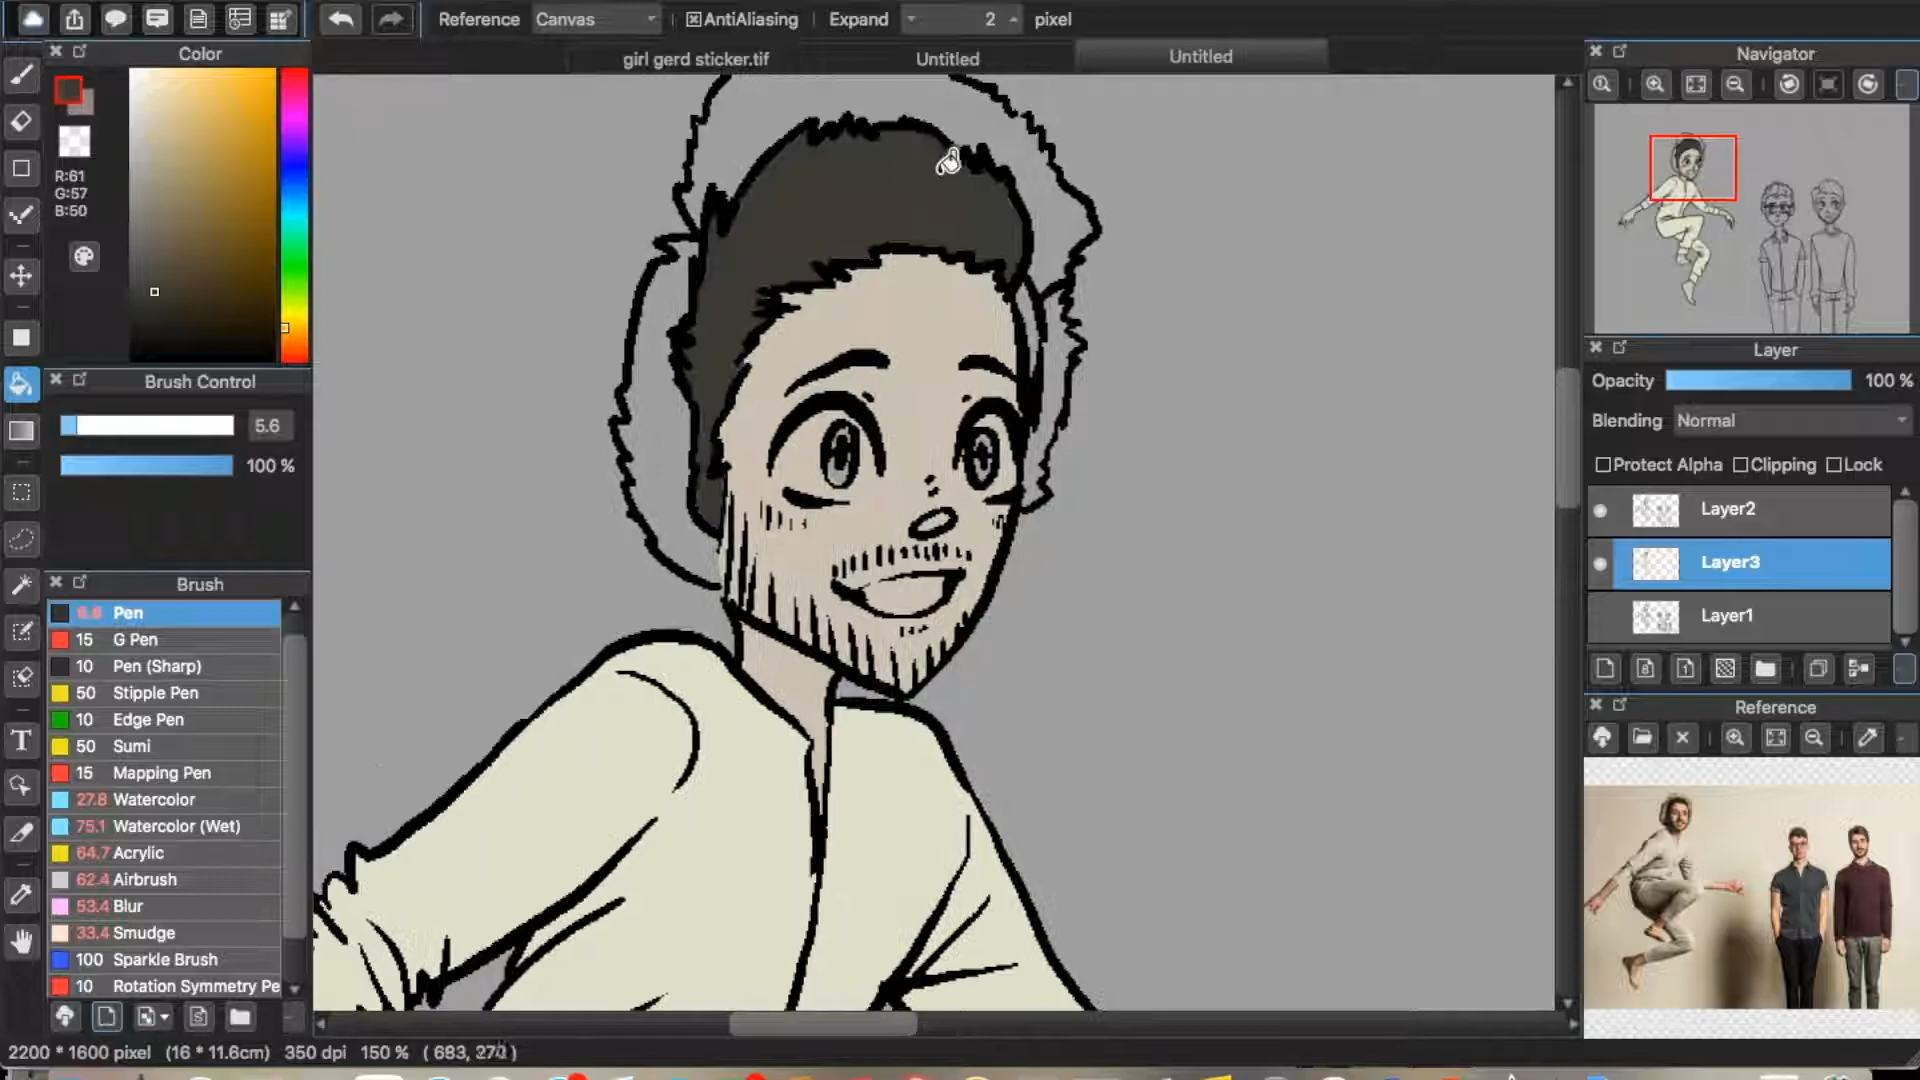 Reference Canvas AntiAliasing Expand 2 pixel
girl gerd sticker.tif Untitled Untitled
Color
R:61
G:57
B:50
Brush Control
5.6
100 %
Brush
Pen
15 G Pen
10 Pen (Sharp)
50 Stipple Pen
10 Edge Pen
50 Sumi
15 Mapping Pen
27.8 Watercolor
75.1 Watercolor (Wet)
64.7 Acrylic
62.4 Airbrush
53.4 Blur
33.4 Smudge
100 Sparkle Brush
10 Rotation Symmetry Pe
2200 * 1600 pixel (16 * 11.6cm) 350 dpi 150 % ( 683, 270 )
Navigator
Layer
Opacity 100 %
Blending Normal
Protect Alpha Clipping Lock
Layer2
Layer3
Layer1
Reference